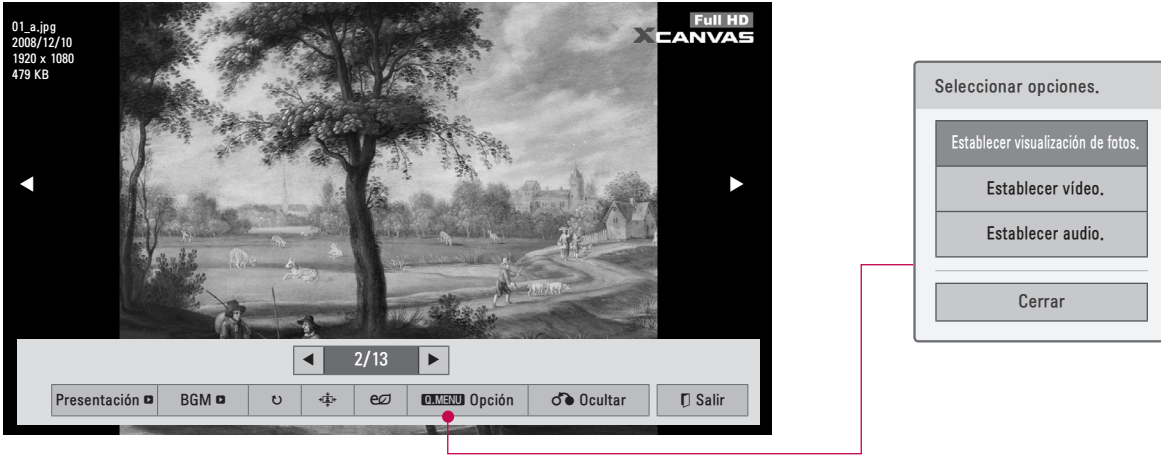 01_a.jpg
2008/12/10
1920 x 1080
479 KB
Full HD
XCANVAS
2/13
Presentación
BGM
Q.MENU Opción
Ocultar
Salir
Seleccionar opciones.
Establecer visualización de fotos.
Establecer vídeo.
Establecer audio.
Cerrar